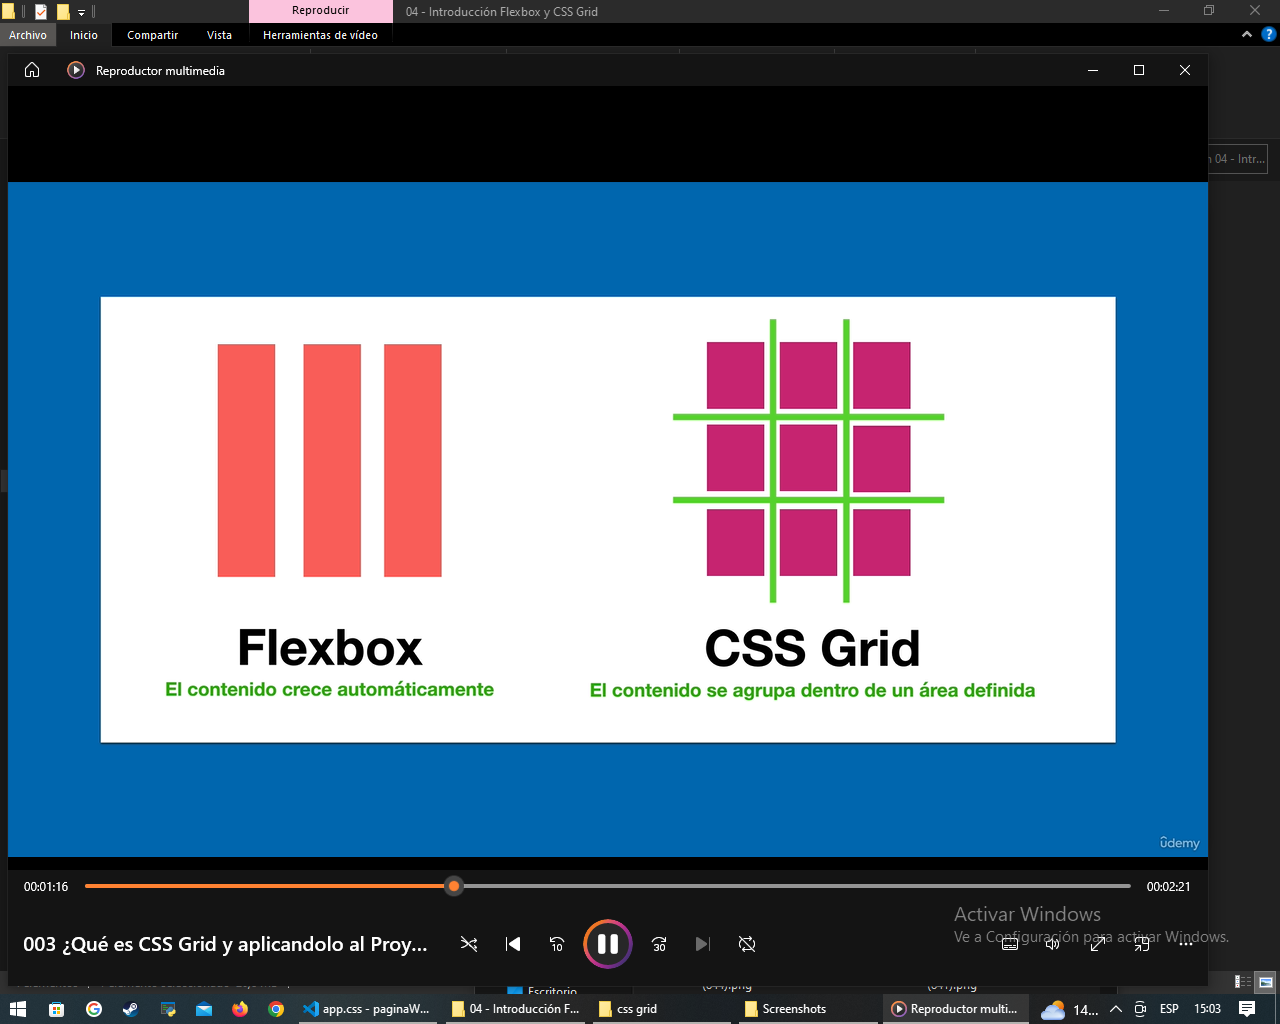 Reproducir
04 - Introducción Flexbox y CSS Grid
Archivo
Inicio
Compartir
Vista
Herramientas de vídeo
Reproductor multimedia
04 - Intr...
Flexbox
El contenido crece automáticamente
CSS Grid
El contenido se agrupa dentro de un área definida
ûdemy
00:01:16
00:02:21
003 ¿Qué es CSS Grid y aplicandolo al Proy...
10
30
Activar Windows
Ve a Configuración para activar Windows.
Escritorio
app.css - paginaW...
04 - Introducción F...
css grid
Screenshots
Reproductor multi...
14...
ESP
15:03